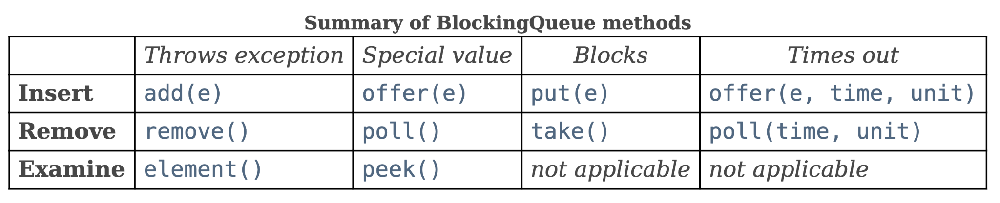 Summary of BlockingQueue methods
Throws exception Special value Blocks Times out
Insert add(e) offer(e) put(e) offer(e, time, unit)
Remove remove() poll() take() poll(time, unit)
Examine element() peek() not applicable not applicable